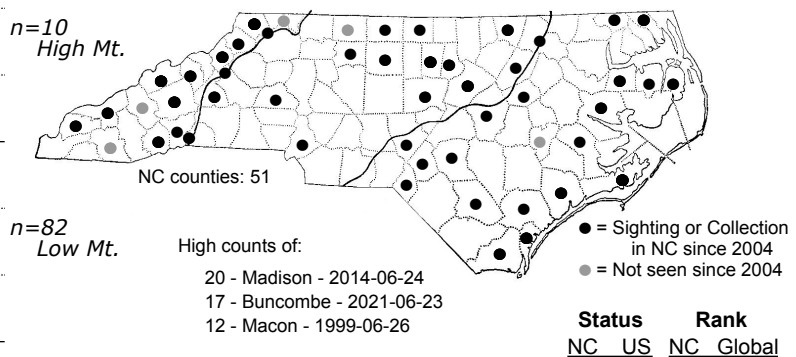 n=10
High Mt.
NC counties: 51
n=82
Low Mt.
High counts of:
20 - Madison - 2014-06-24
17 - Buncombe - 2021-06-23
12 - Macon - 1999-06-26
● = Sighting or Collection
in NC since 2004
● = Not seen since 2004
Status Rank
NC US NC Global